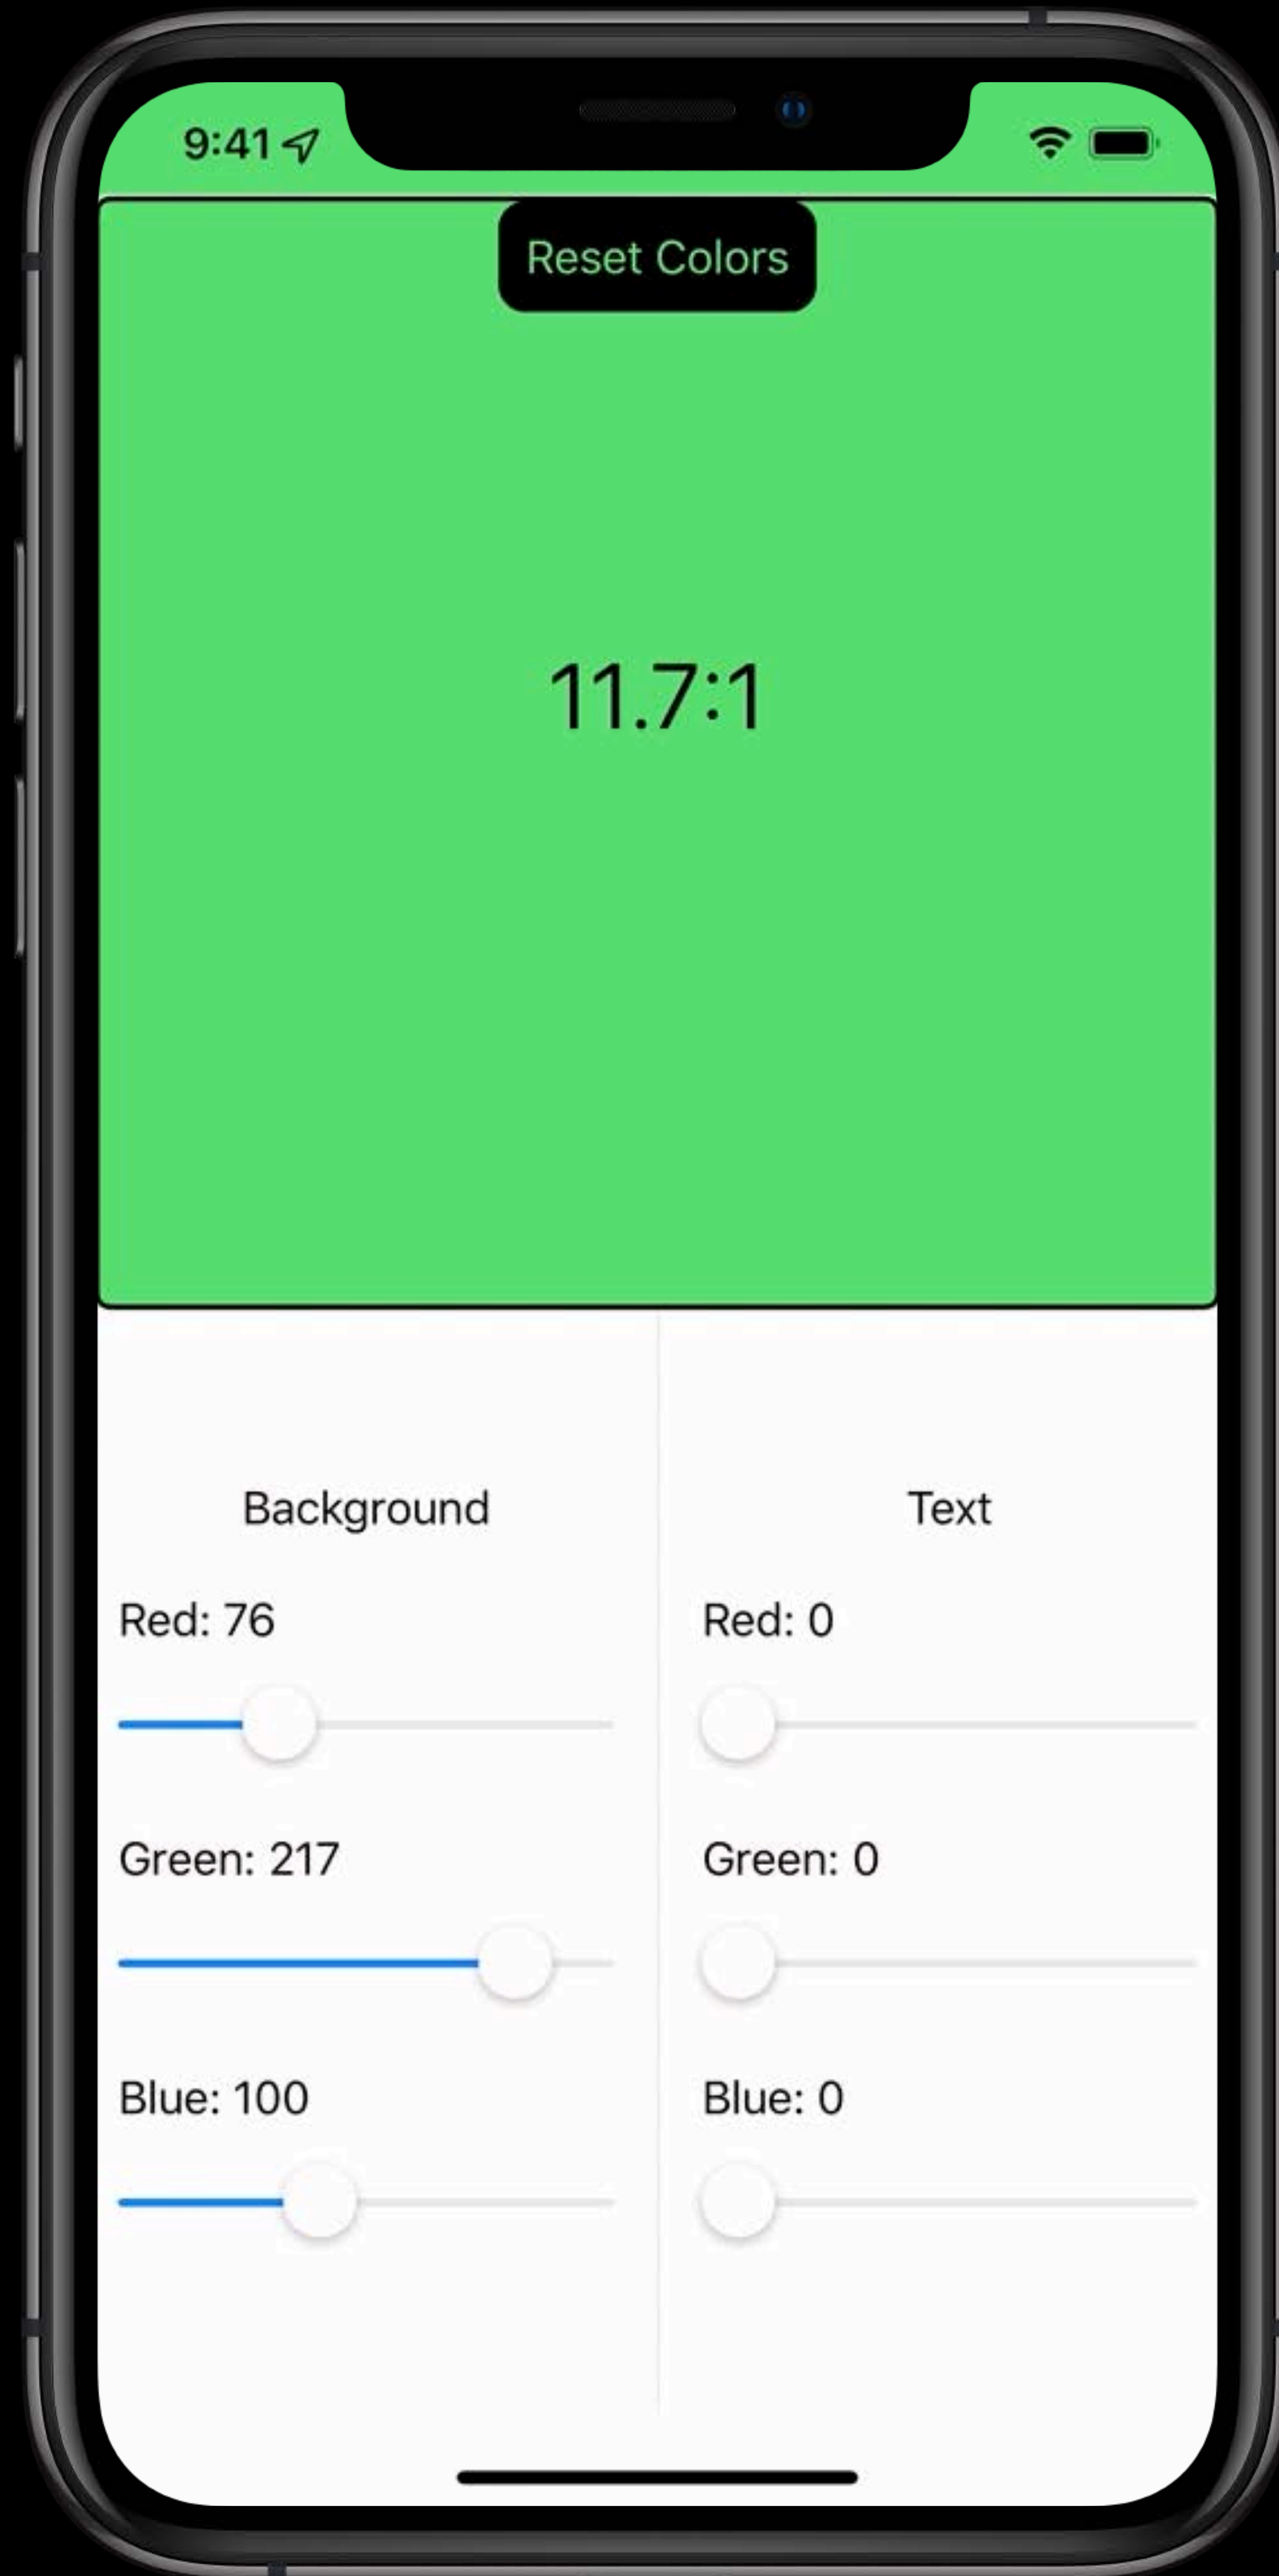 9:41
Reset Colors
11.7:1
Background
Text
Red: 76
Red: 0
Green: 217
Green: 0
Blue: 100
Blue: 0